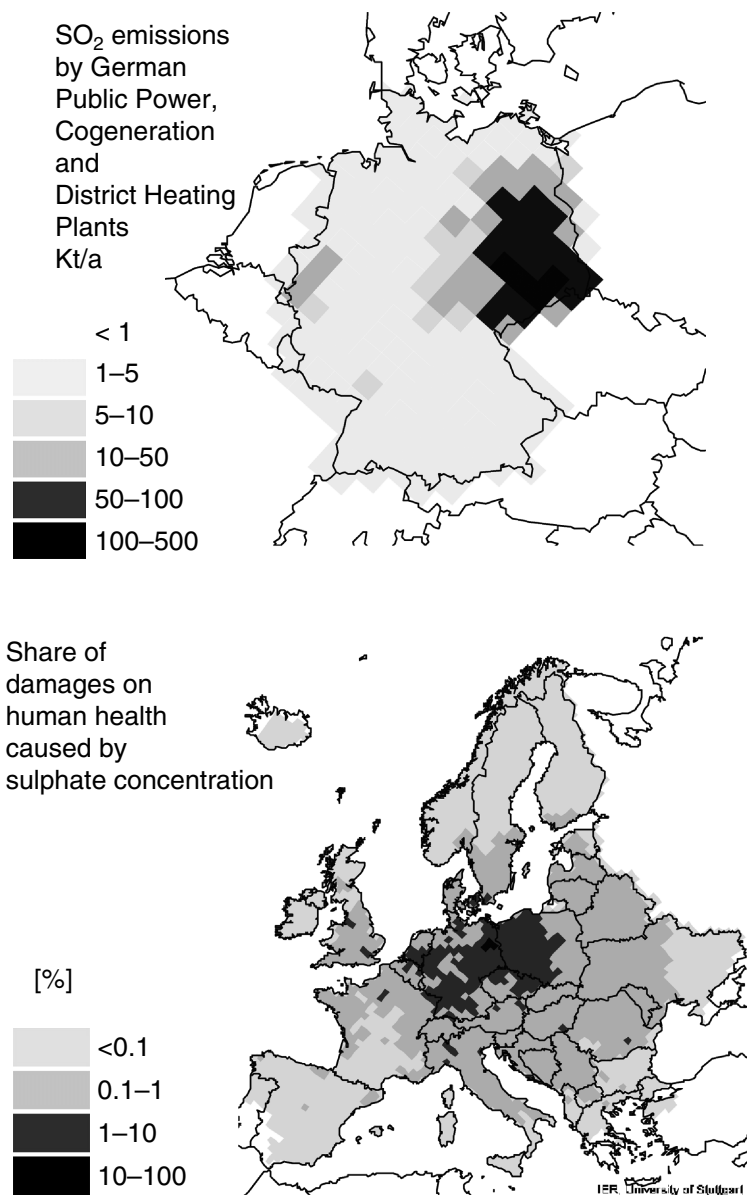 SO₂ emissions
by German
Public Power,
Cogeneration
and
District Heating
Plants
Kt/a
< 1
1–5
5–10
10–50
50–100
100–500
Share of
damages on
human health
caused by
sulphate concentration
[%]
<0.1
0.1–1
1–10
10–100
IER, University of Stuttgart